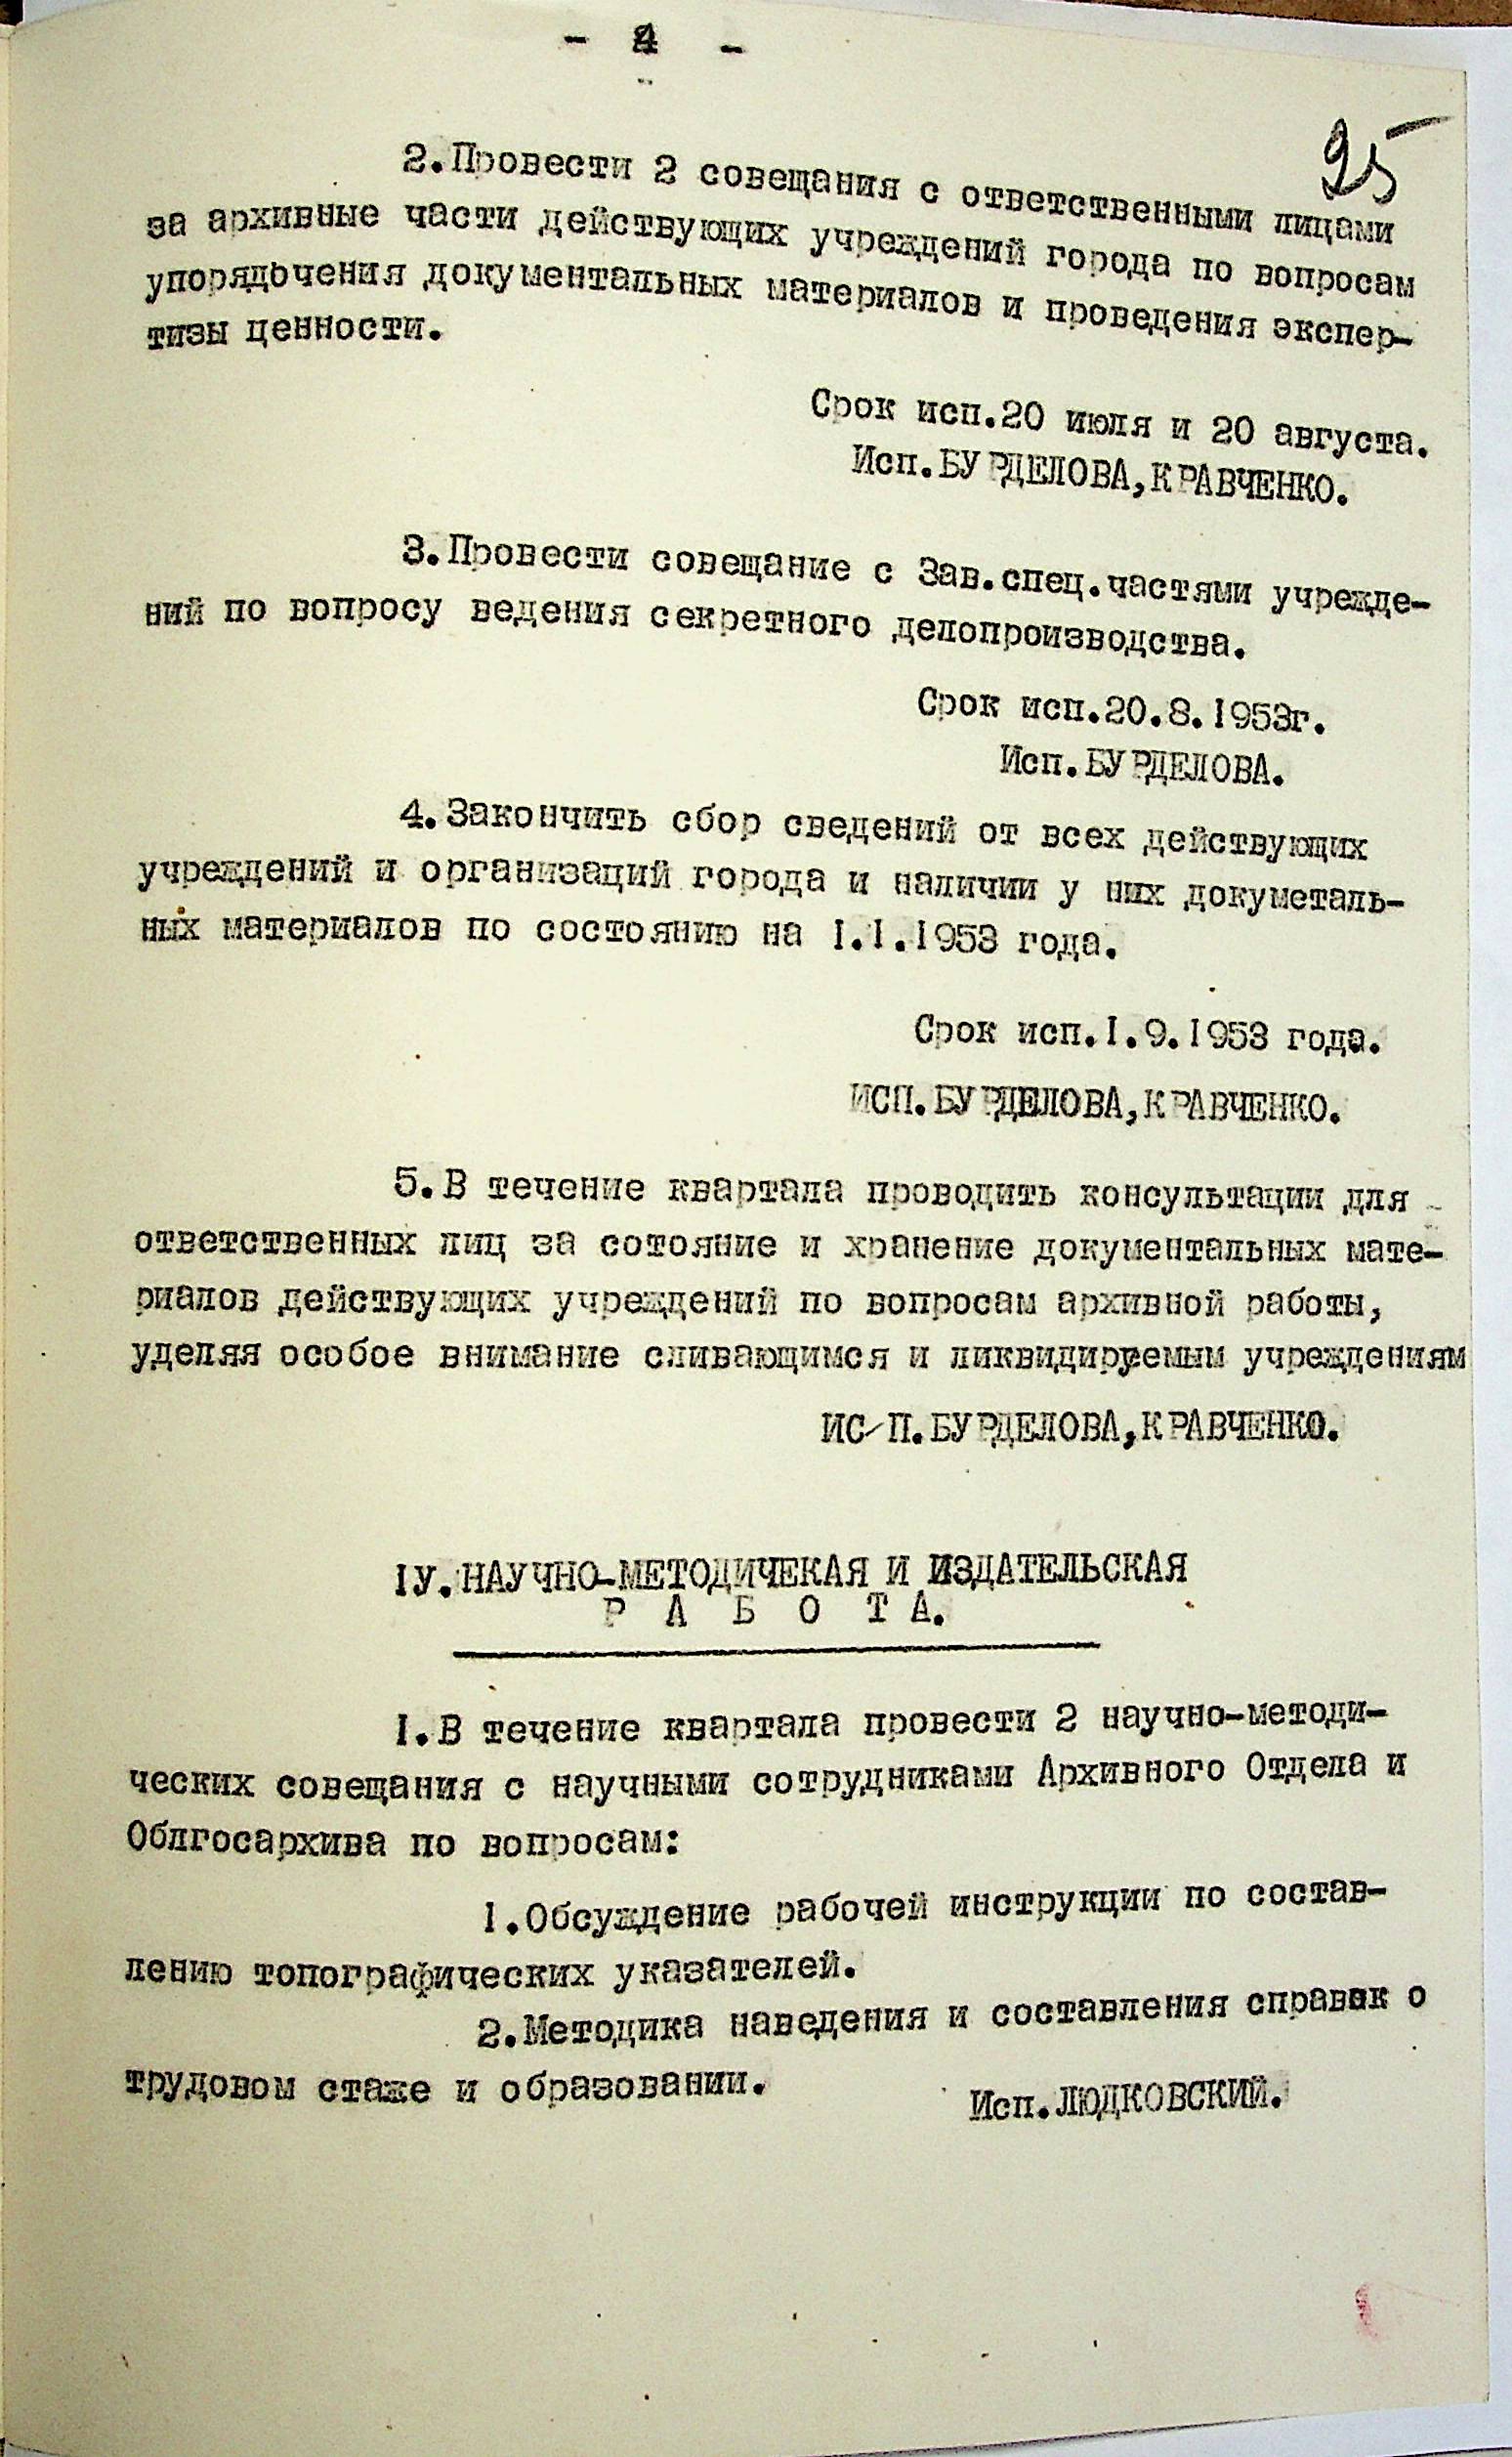 - 4 -
25
2.Провести 2 совещания с ответственными лицами
за архивные части действующих учреждений города по вопросам
упорядочения документальных материалов и проведения экспер-
тизы ценности.
Срок исп.20 июля и 20 августа.
Исп.БУРДЕЛОВА,КРАВЧЕНКО.
3.Провести совещание с Зав.спец.частями учрежде-
ний по вопросу ведения секретного делопроизводства.
Срок исп.20.8.1953г.
Исп.БУРДЕЛОВА.
4.Закончить сбор сведений от всех действующих
учреждений и организаций города и наличии у них докуметаль-
ных материалов по состоянию на I.I.1953 года.
Срок исп.I.9.1953 года.
ИСП.БУРДЕЛОВА,КРАВЧЕНКО.
5.В течение квартала проводить консультации для
ответственных лиц за сотояние и хранение документальных мате-
риалов действующих учреждений по вопросам архивной работы,
уделяя особое внимание сливающимся и ликвидируемым учреждениям
ИС П.БУРДЕЛОВА,КРАВЧЕНКО.
IУ.НАУЧНО-МЕТОДИЧЕКАЯ И ИЗДАТЕЛЬСКАЯ
Р А Б О Т А.
I.В течение квартала провести 2 научно-методи-
ческих совещания с научными сотрудниками Архивного Отдела и
Облгосархива по вопросам:
I.Обсуждение рабочей инструкции по состав-
лению топографических указателей.
2.Методика наведения и составления справок о
трудовом стаже и образовании.
Исп.ЛЮДКОВСКИЙ.